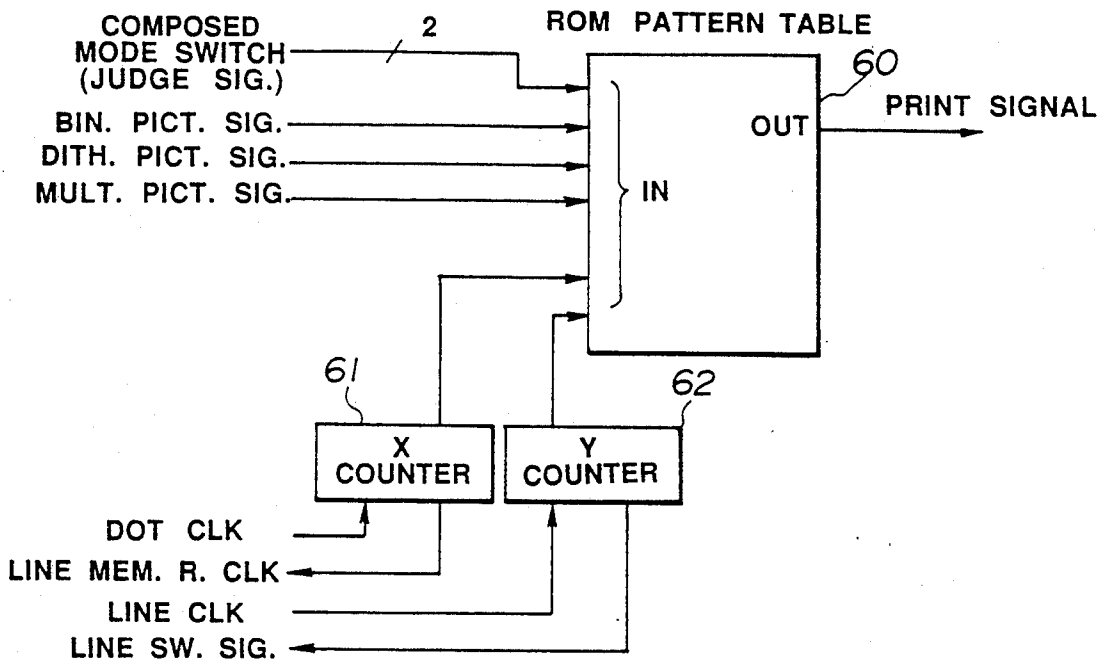 COMPOSED
MODE SWITCH
(JUDGE SIG.)
2
ROM PATTERN TABLE
60
BIN. PICT. SIG.
DITH. PICT. SIG.
MULT. PICT. SIG.
IN
OUT
PRINT SIGNAL
61
62
X
COUNTER
Y
COUNTER
DOT CLK
LINE MEM. R. CLK
LINE CLK
LINE SW. SIG.